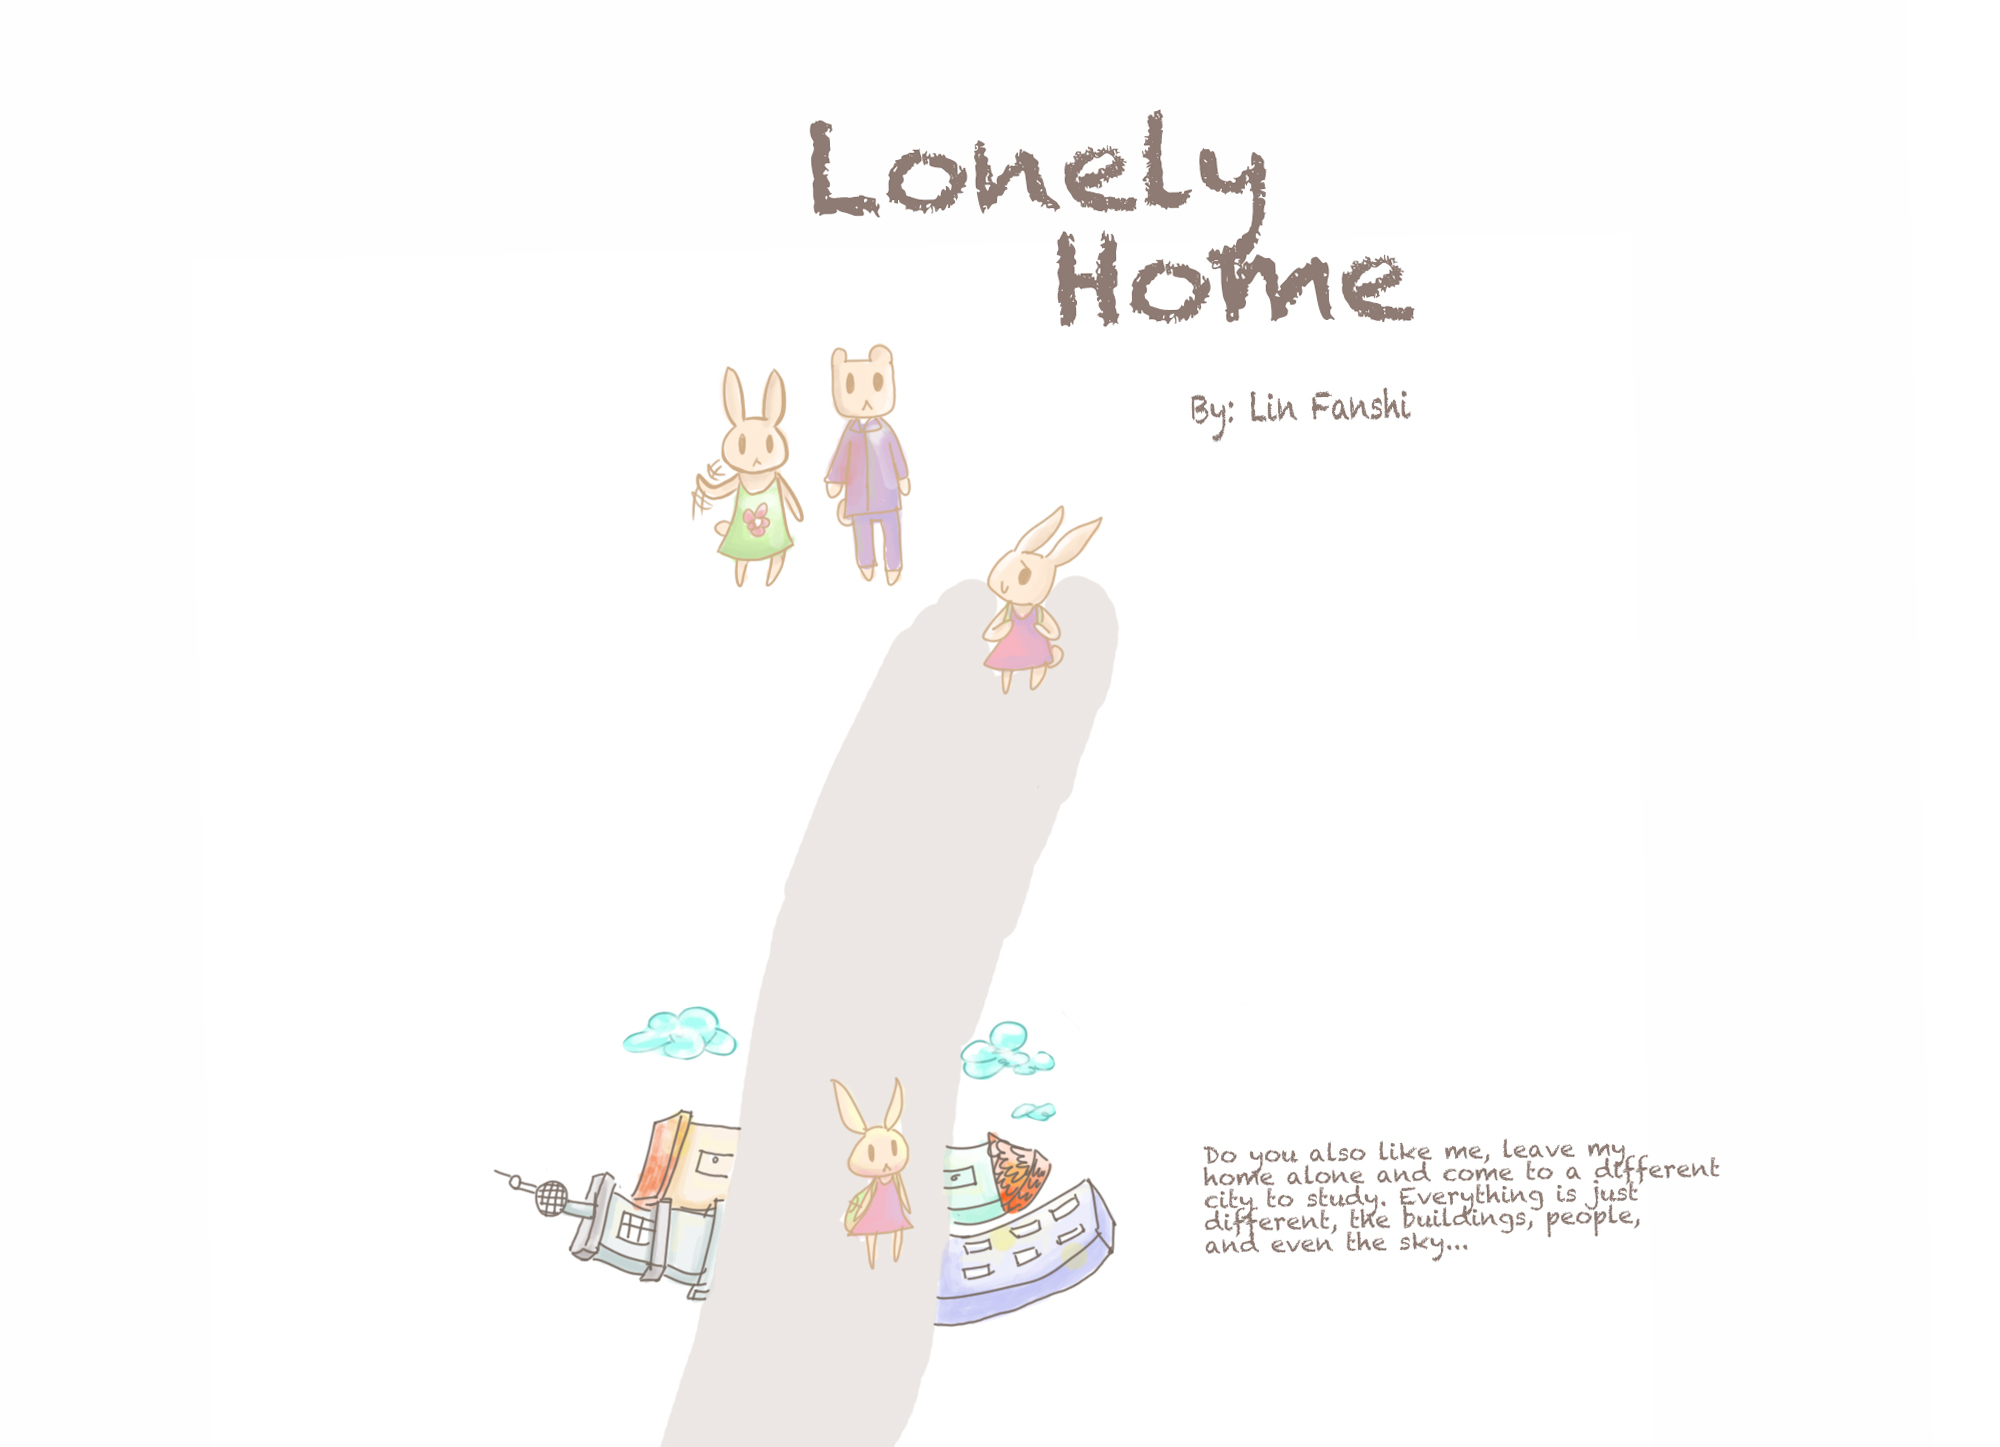 Lonely
Home
By: Lin Fanshi
Do you also like me, leave my
home alone and come to a different
city to study. Everything is just
different, the buildings, people,
and even the sky...